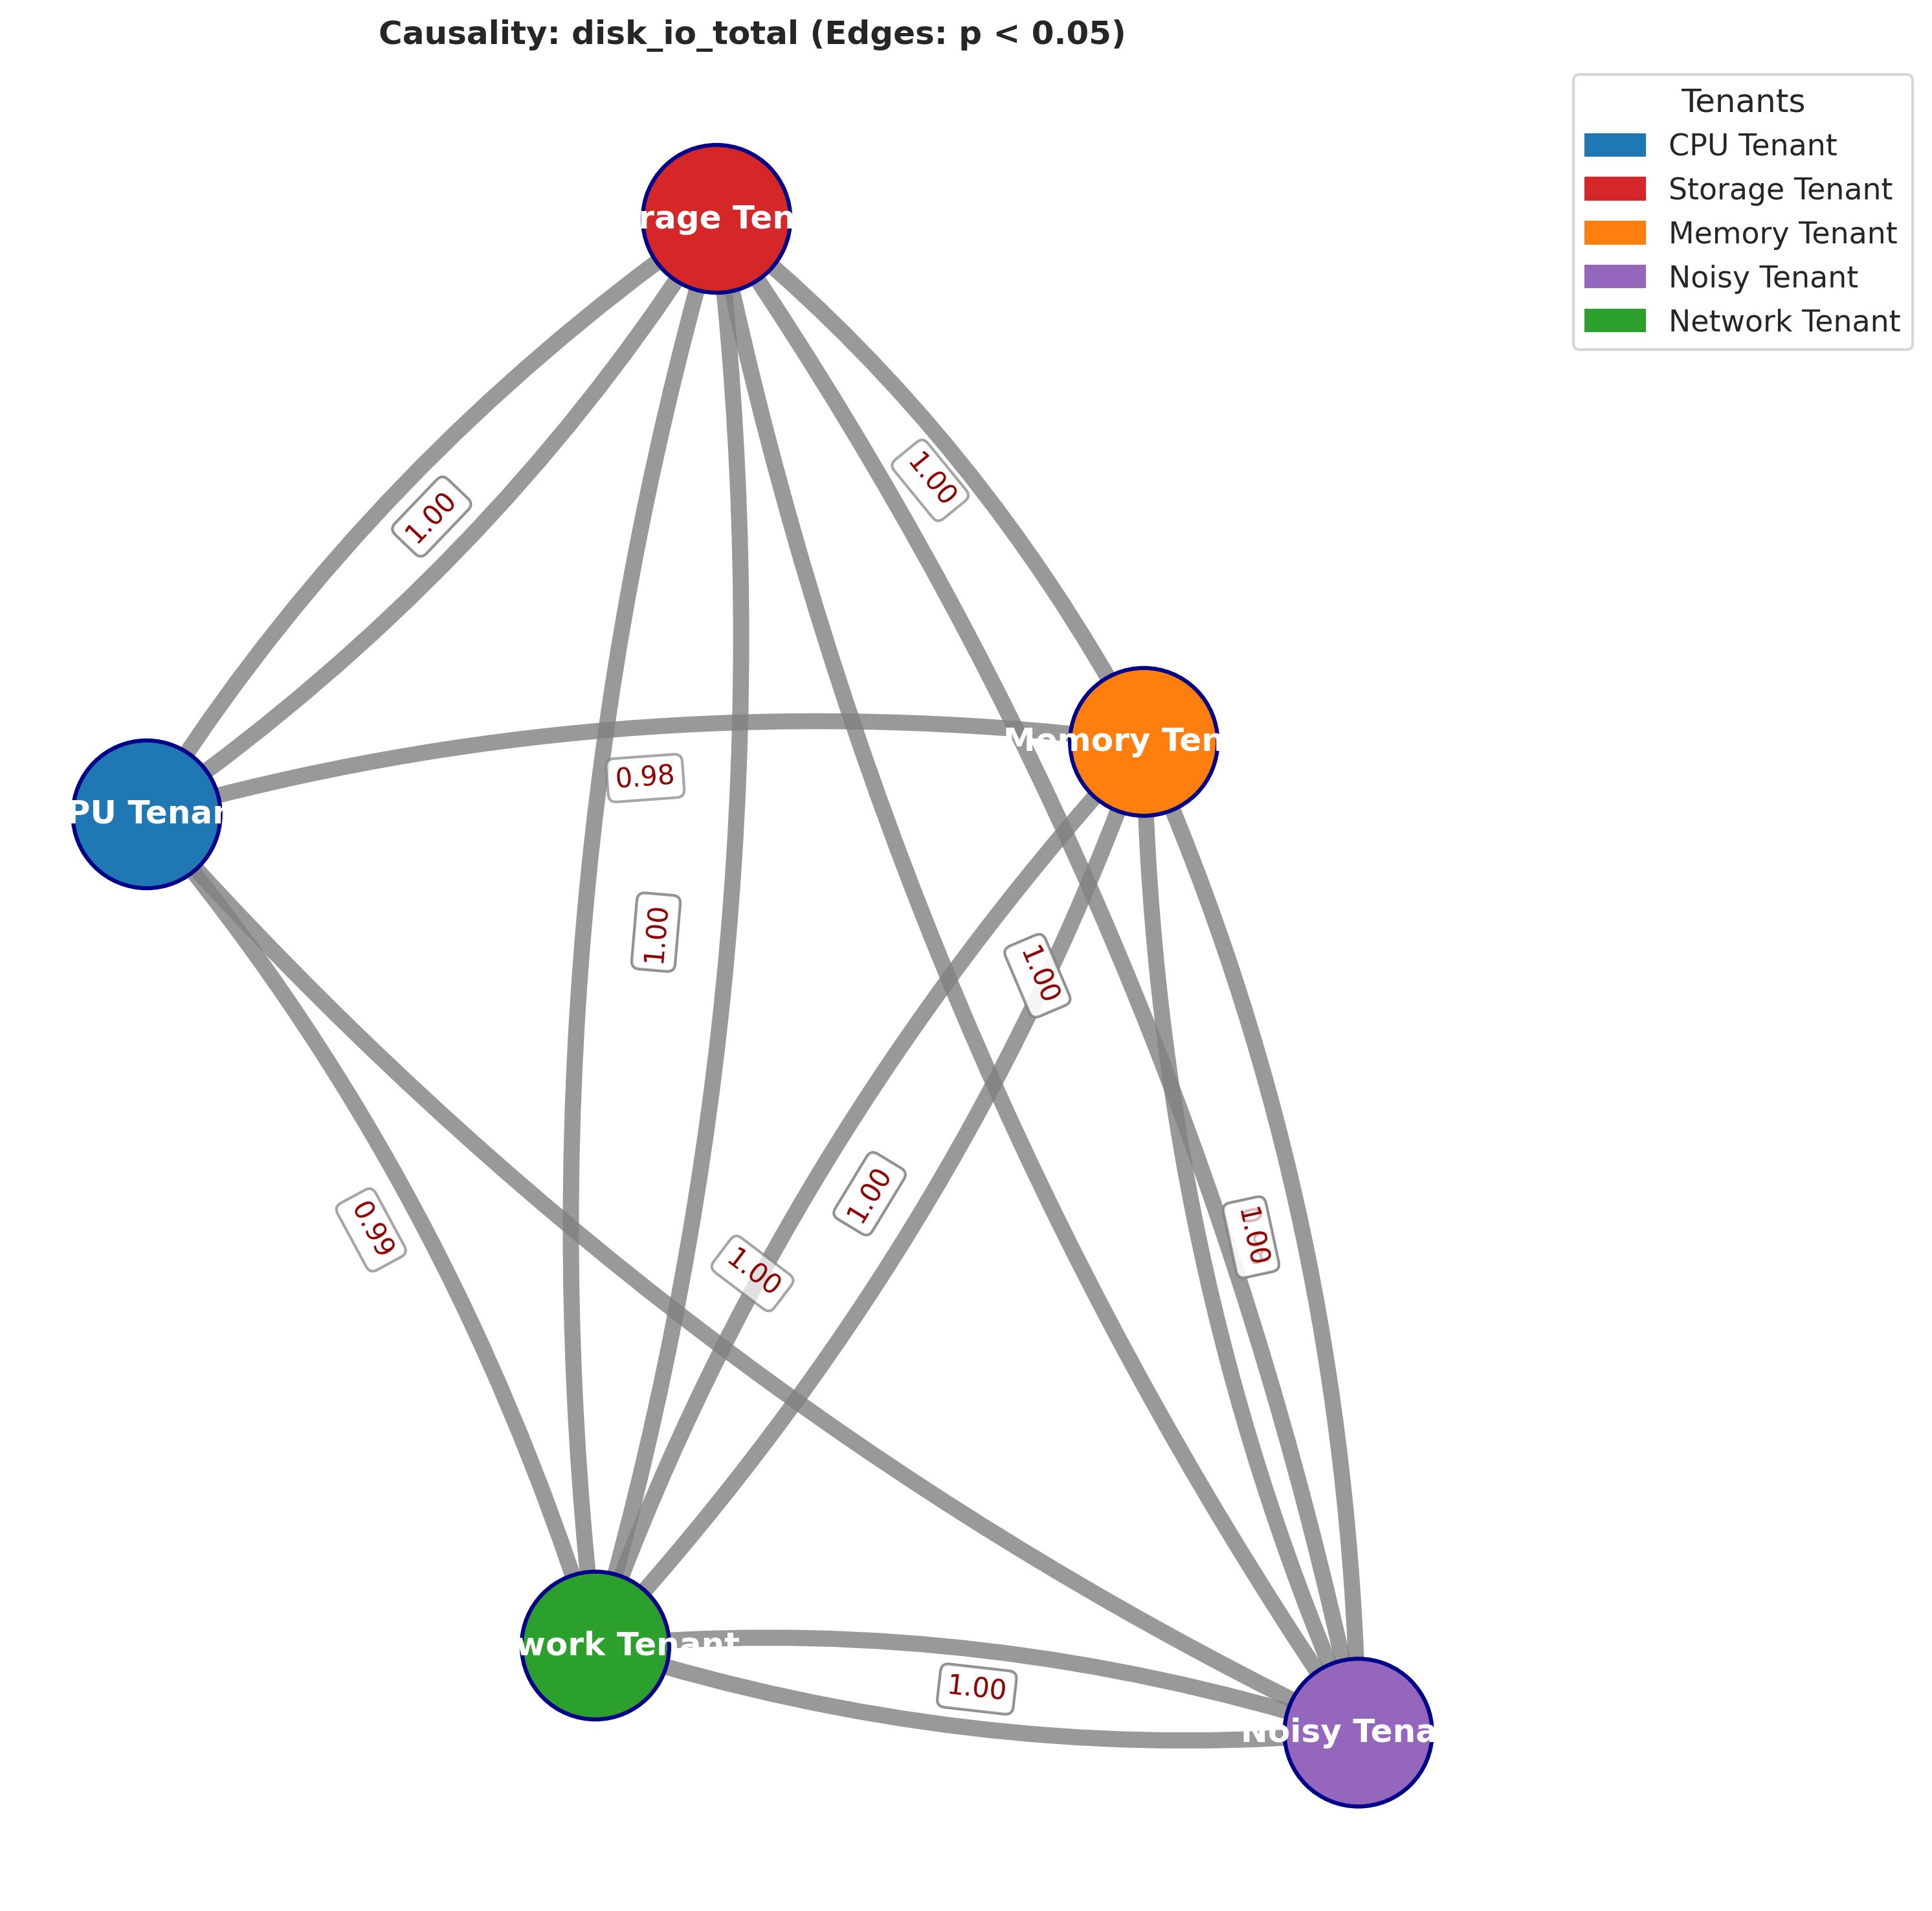 Causality: disk_io_total (Edges: p < 0.05)
Tenants
CPU Tenant
Storage Tenant
Memory Tenant
Noisy Tenant
Network Tenant
rage Ten
1.00
1.00
Memory Ten
0.98
PU Tenan
1.00
1.00
1.00
0.99
1.00
1.00
work Tenant
1.00
Noisy Tena